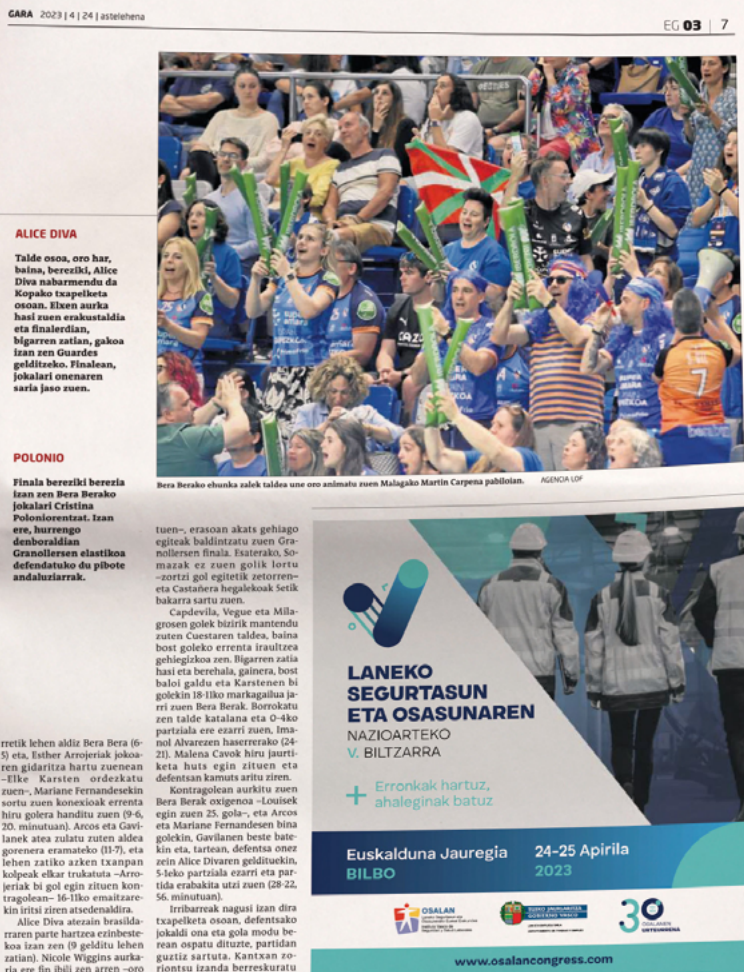 GARA 2023 | 4 | 24 | astelehena
EG 03 | 7
ALICE DIVA
Talde osoa, oro har,
baina, bereziki, Alice
Diva nabarmendu da
Kopako txapelketa
osoan. Elxen aurka
hasi zuen erakustaldia
eta finalerdian,
bigarren zatian, gakoa
izan zen Guardes
gelditzeko. Finalean,
jokalari onenaren
saria jaso zuen.
POLONIO
Finala bereziki berezia
izan zen Bera Berako
jokalari Cristina
Poloniorentzat. Izan
ere, hurrengo
denboraldian
Granollersen elastikoa
defendatuko du pibote
andaluziarrak.
Bera Berako ehunka zalek taldea une oro animatu zuen Malagako Martin Carpena pabiloian.
AGENCIA LOF
rretik lehen aldiz Bera Bera (6-
5) eta, Esther Arrojeriak jokoa-
ren gidaritza hartu zuenean
–Elke Karsten ordezkatu
zuen–, Mariane Fernandesekin
sortu zuen konexioak errenta
hiru golera handitu zuen (9-6,
20. minutuan). Arcos eta Gavi-
lanek atea zulatu zuten aldea
gorenera eramateko (11-7), eta
lehen zatiko azken txanpan
kolpeak elkar trukatuta –Arro-
jeriak bi gol egin zituen kon-
tragolean– 16-11ko emaitzare-
kin iritsi ziren atsedenaldira.
Alice Diva atezain brasilda-
rraren parte hartzea ezinbeste-
koa izan zen (9 gelditu lehen
zatian). Nicole Wiggins aurka-
ria ere fin ibili zen arren –oro
tuen–, erasoan akats gehiago
egiteak baldintzatu zuen Gra-
nollersen finala. Esaterako, So-
mazak ez zuen golik lortu
–zortzi gol egitetik zetorren–
eta Castañera hegalekoak 5etik
bakarra sartu zuen.
Capdevila, Vegue eta Mila-
grosen golek bizirik mantendu
zuten Cuestaren taldea, baina
bost goleko errenta iraultzea
gehiegizkoa zen. Bigarren zatia
hasi eta berehala, gainera, bost
baloi galdu eta Karstenen bi
golekin 18-11ko markagailua ja-
rri zuen Bera Berak. Borrokatu
zen talde katalana eta 0-4ko
partziala ere ezarri zuen, Ima-
nol Alvarezen haserrerako (24-
21). Malena Cavok hiru jaurti-
keta huts egin zituen eta
defentsan kamuts aritu ziren.
Kontragolean aurkitu zuen
Bera Berak oxigenoa –Louisek
egin zuen 25. gola–, eta Arcos
eta Mariane Fernandesen bina
golekin, Gavilanen beste bate-
kin eta, tartean, defentsa onez
zein Alice Divaren geldituekin,
5-1eko partziala ezarri eta par-
tida erabakita utzi zuen (28-22,
56. minutuan).
Irribarreak nagusi izan dira
txapelketa osoan, defentsako
jokaldi ona eta gola modu be-
rean ospatu dituzte, partidan
guztiz sartuta. Kantxan zo-
riontsu izanda berreskuratu
LANEKO
SEGURTASUN
ETA OSASUNAREN
NAZIOARTEKO
V. BILTZARRA
+ Erronkak hartuz,
ahaleginak batuz
Euskalduna Jauregia
BILBO
24-25 Apirila
2023
OSALAN
EUSKO JAURLARITZA
GOBIERNO VASCO
30
OSALANEN
URTEURRENA
www.osalancongress.com